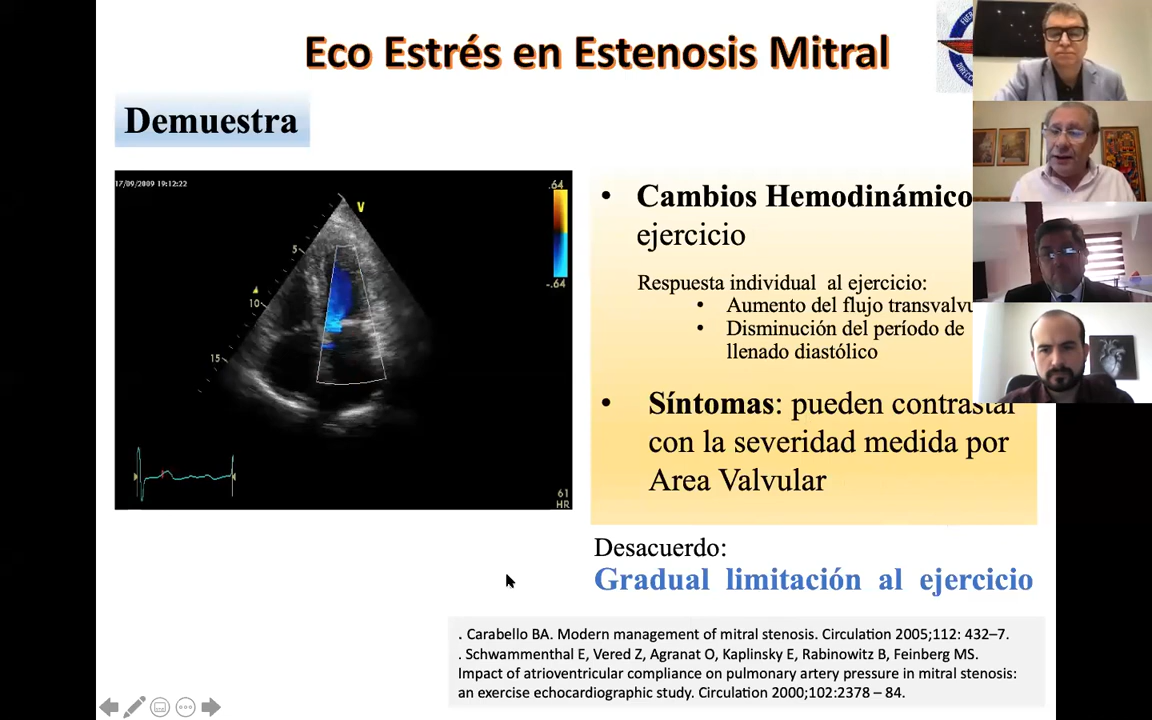 Eco Estrés en Estenosis Mitral
Demuestra
17/09/2009 19:12:22
V
.64
-.64
5
10
15
61
HR
• Cambios Hemodinámico
ejercicio
Respuesta individual al ejercicio:
• Aumento del flujo transvalvu
• Disminución del período de
llenado diastólico
• Síntomas: pueden contrastar
con la severidad medida por
Area Valvular
Desacuerdo:
Gradual limitación al ejercicio
. Carabello BA. Modern management of mitral stenosis. Circulation 2005;112: 432–7.
. Schwammenthal E, Vered Z, Agranat O, Kaplinsky E, Rabinowitz B, Feinberg MS.
Impact of atrioventricular compliance on pulmonary artery pressure in mitral stenosis:
an exercise echocardiographic study. Circulation 2000;102:2378 – 84.